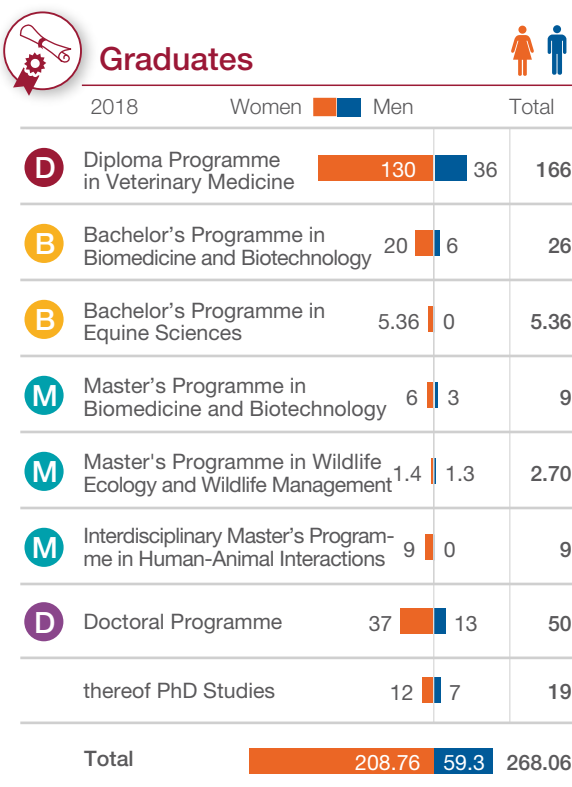 Graduates
2018 Women Men Total
D Diploma Programme
in Veterinary Medicine 130 36 166
B Bachelor's Programme in
Biomedicine and Biotechnology 20 6 26
B Bachelor's Programme in
Equine Sciences 5.36 0 5.36
M Master's Programme in
Biomedicine and Biotechnology 6 3 9
M Master's Programme in Wildlife
Ecology and Wildlife Management 1.4 1.3 2.70
M Interdisciplinary Master's Program-
me in Human-Animal Interactions 9 0 9
D Doctoral Programme 37 13 50
thereof PhD Studies 12 7 19
Total 208.76 59.3 268.06